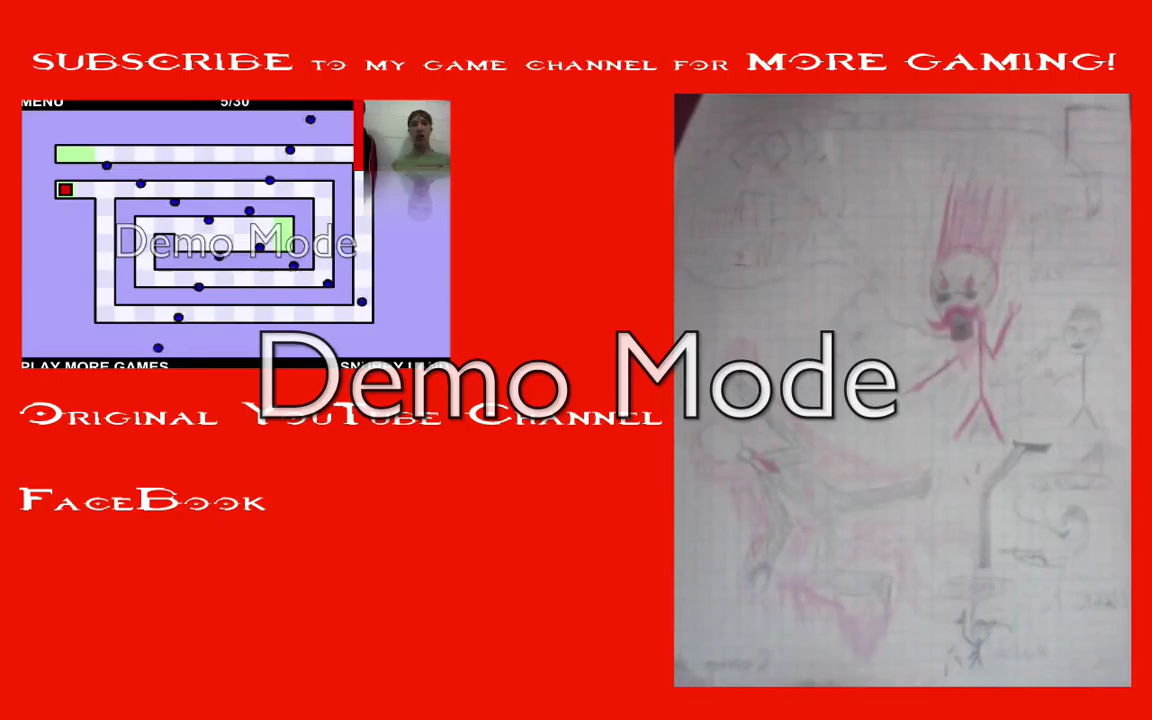 SUBSCRIBE TO MY GAME CHANNEL FOR MORE GAMING!
MENU 5/30
Demo Mode
PLAY MORE GAMES
Demo Mode
ORIGINAL YOUTUBE CHANNEL
FACEBOOK